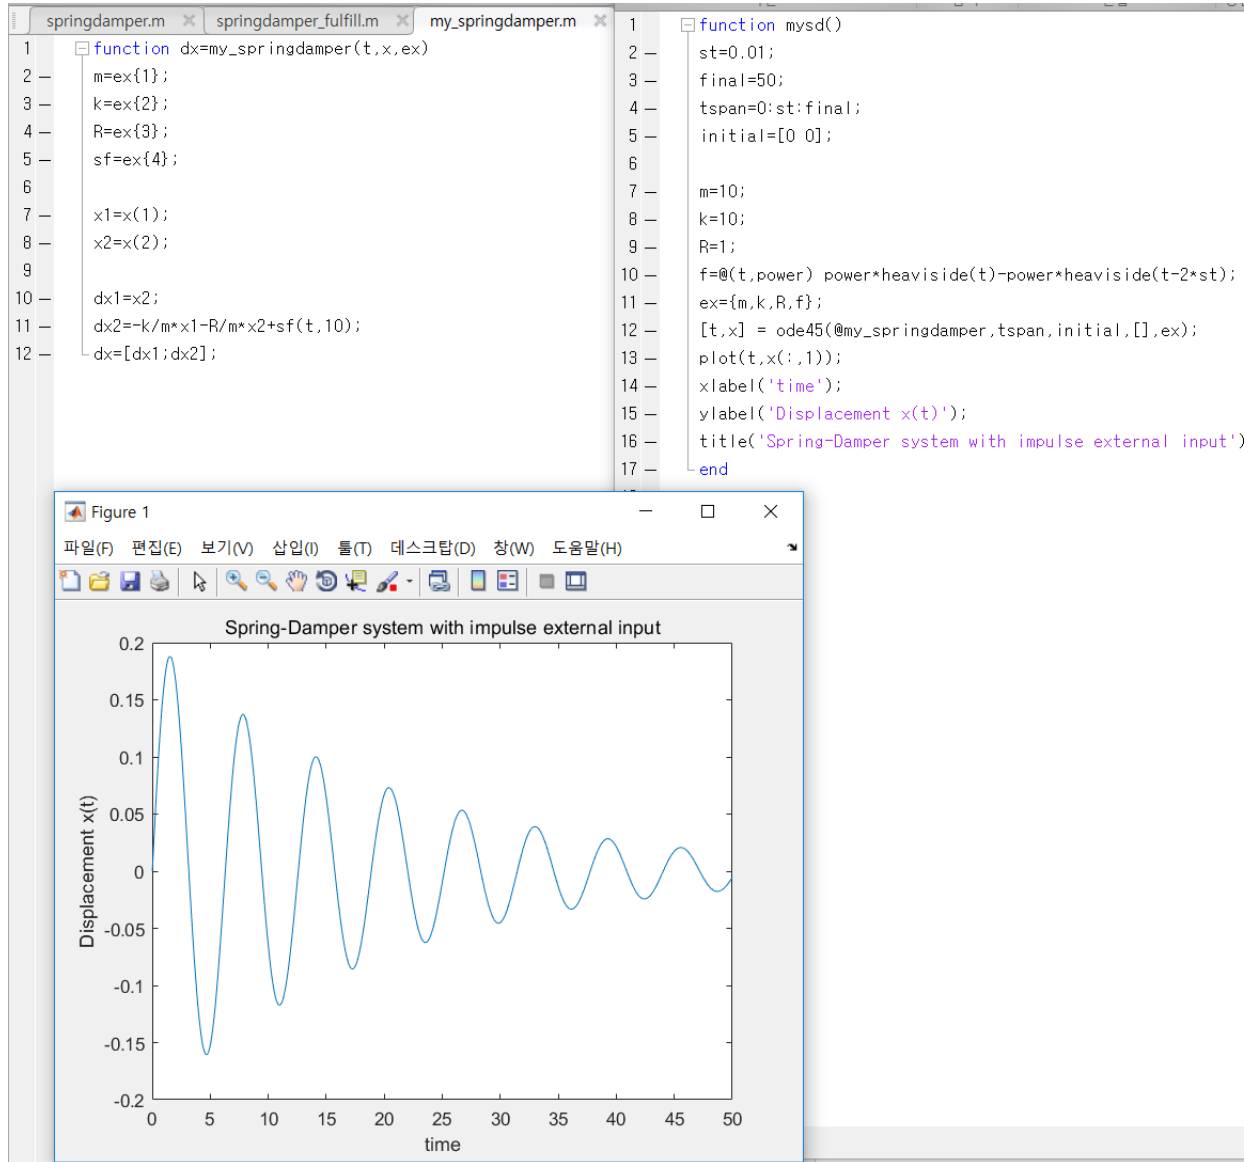 springdamper.m
springdamper_fulfill.m
my_springdamper.m
1 function dx=my_springdamper(t,x,ex)
2 m=ex{1};
3 k=ex{2};
4 R=ex{3};
5 sf=ex{4};
6
7 x1=x(1);
8 x2=x(2);
9
10 dx1=x2;
11 dx2=-k/m*x1-R/m*x2+sf(t,10);
12 dx=[dx1;dx2];
1 function mysd()
2 st=0.01;
3 final=50;
4 tspan=0:st:final;
5 initial=[0 0];
6
7 m=10;
8 k=10;
9 R=1;
10 f=@(t,power) power*heaviside(t)-power*heaviside(t-2*st);
11 ex={m,k,R,f};
12 [t,x] = ode45(@my_springdamper,tspan,initial,[],ex);
13 plot(t,x(:,1));
14 xlabel('time');
15 ylabel('Displacement x(t)');
16 title('Spring-Damper system with impulse external input')
17 end
Figure 1
파일(F) 편집(E) 보기(V) 삽입(I) 툴(T) 데스크탑(D) 창(W) 도움말(H)
Spring-Damper system with impulse external input
0.2
0.15
0.1
0.05
0
-0.05
-0.1
-0.15
-0.2
Displacement x(t)
0 5 10 15 20 25 30 35 40 45 50
time